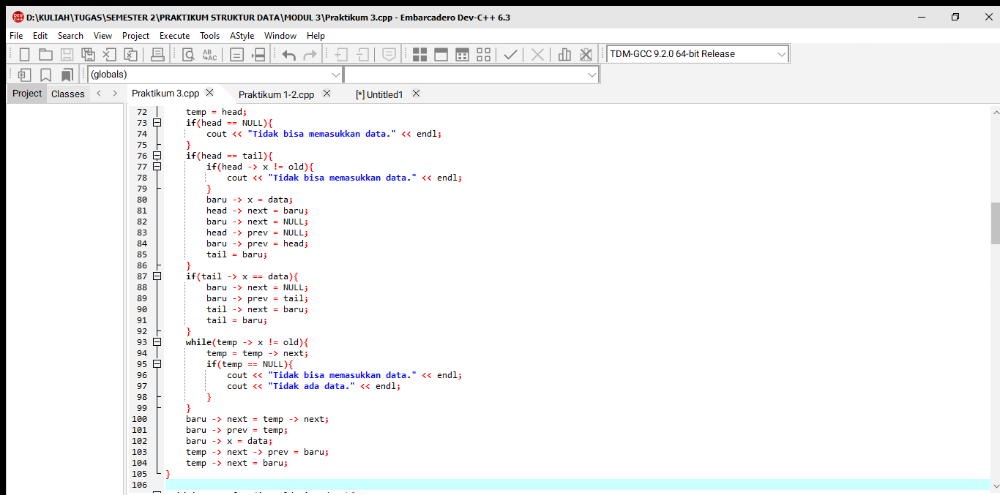 D:\KULIAH\TUGAS\SEMESTER 2\PRAKTIKUM STRUKTUR DATA\MODUL 3\Praktikum 3.cpp - Embarcadero Dev-C++ 6.3
File Edit Search View Project Execute Tools AStyle Window Help
TDM-GCC 9.2.0 64-bit Release
(globals)
Project Classes Praktikum 3.cpp Praktikum 1-2.cpp [*] Untitled1
72 temp = head;
73 if(head == NULL){
74 cout << "Tidak bisa memasukkan data." << endl;
75 }
76 if(head == tail){
77 if(head -> x != old){
78 cout << "Tidak bisa memasukkan data." << endl;
79 }
80 baru -> x = data;
81 head -> next = baru;
82 baru -> next = NULL;
83 head -> prev = NULL;
84 baru -> prev = head;
85 tail = baru;
86 }
87 if(tail -> x == data){
88 baru -> next = NULL;
89 baru -> prev = tail;
90 tail -> next = baru;
91 tail = baru;
92 }
93 while(temp -> x != old){
94 temp = temp -> next;
95 if(temp == NULL){
96 cout << "Tidak bisa memasukkan data." << endl;
97 cout << "Tidak ada data." << endl;
98 }
99 }
100 baru -> next = temp -> next;
101 baru -> prev = temp;
102 baru -> x = data;
103 temp -> next -> prev = baru;
104 temp -> next = baru;
105 }
106